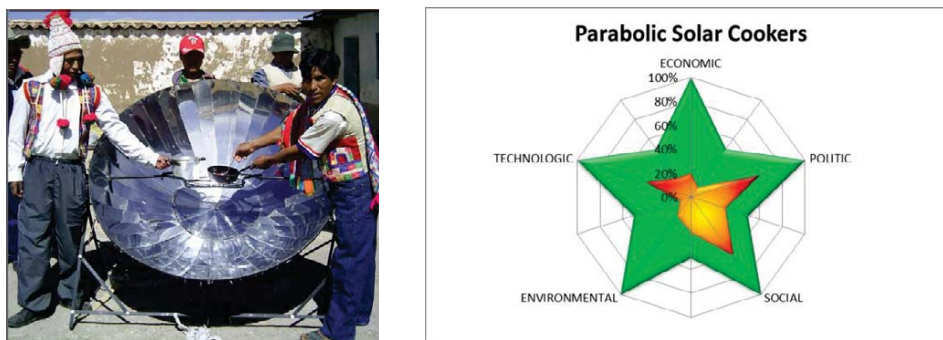 Parabolic Solar Cookers
ECONOMIC
100%
80%
60%
40%
20%
0%
POLITIC
SOCIAL
ENVIRONMENTAL
TECHNOLOGIC